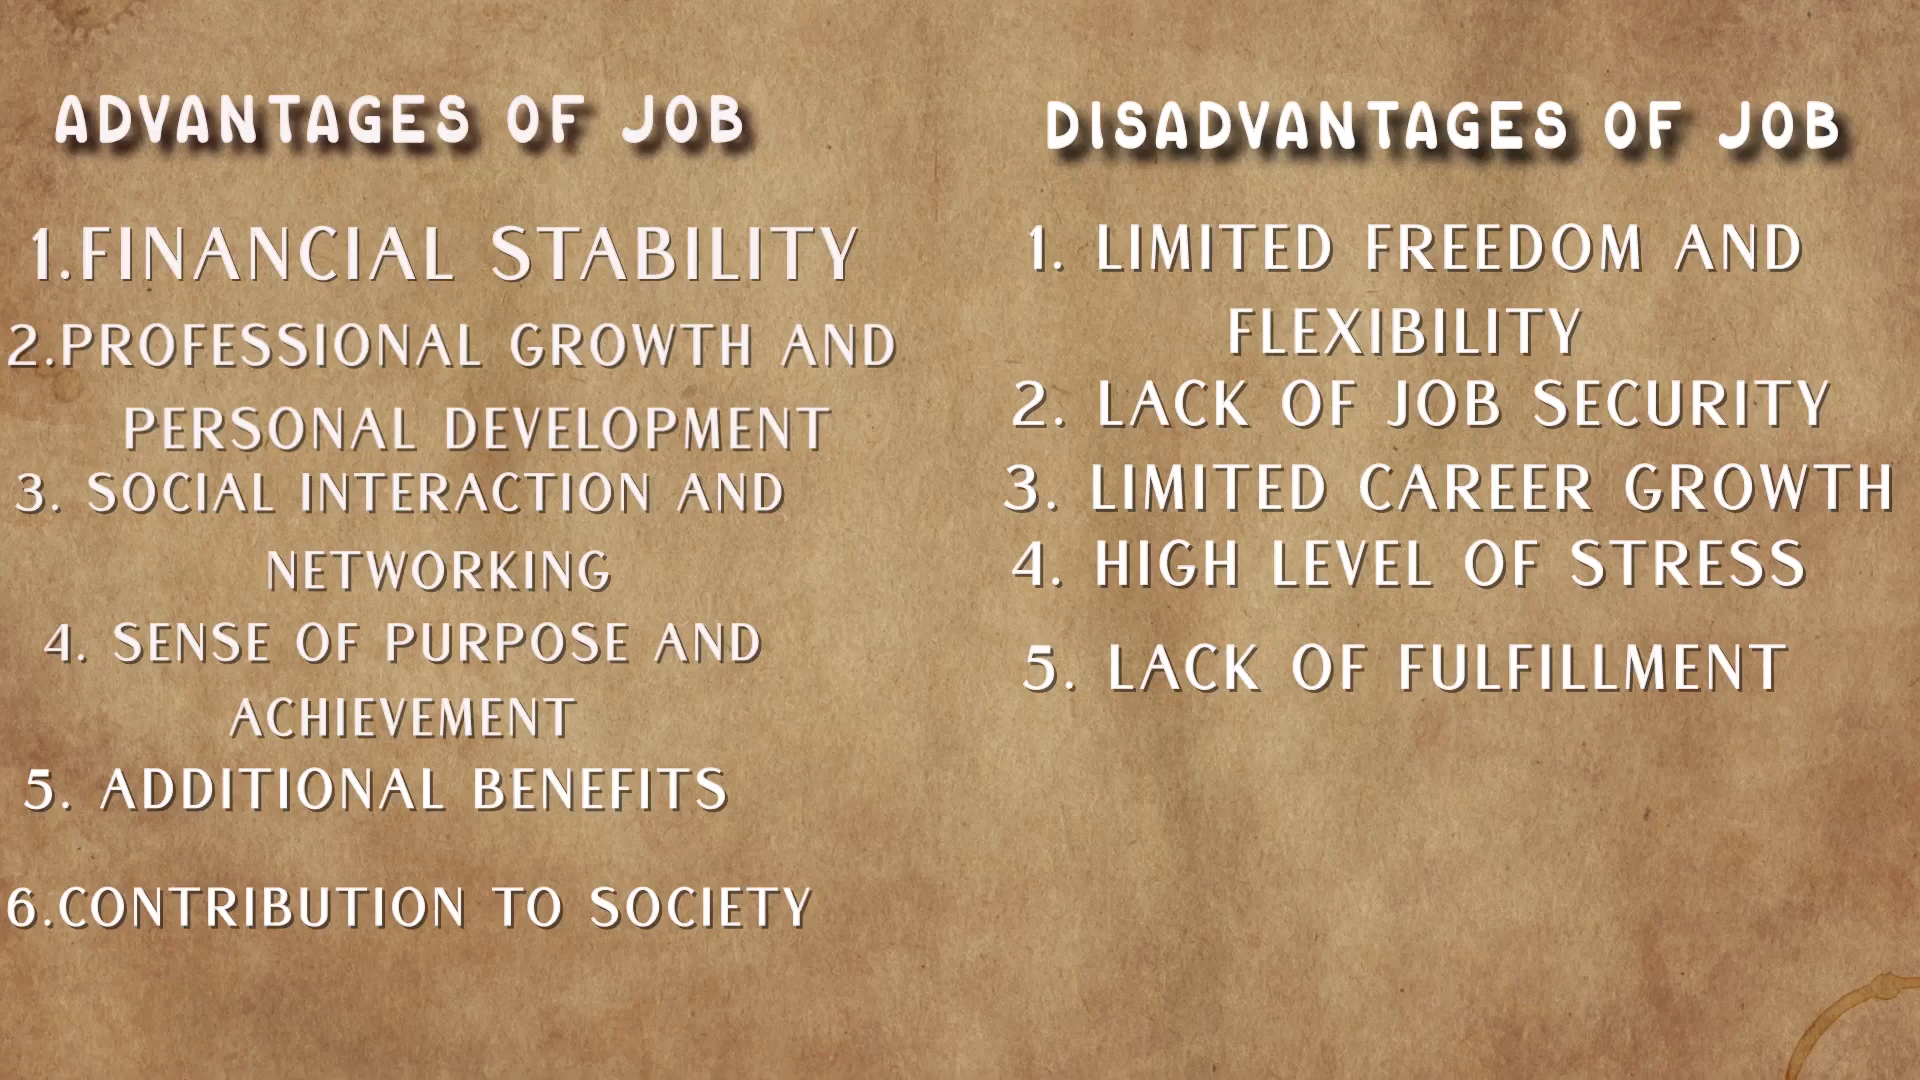 ADVANTAGES OF JOB
1.FINANCIAL STABILITY
2.PROFESSIONAL GROWTH AND
PERSONAL DEVELOPMENT
3. SOCIAL INTERACTION AND
NETWORKING
4. SENSE OF PURPOSE AND
ACHIEVEMENT
5. ADDITIONAL BENEFITS
6.CONTRIBUTION TO SOCIETY
DISADVANTAGES OF JOB
1. LIMITED FREEDOM AND
FLEXIBILITY
2. LACK OF JOB SECURITY
3. LIMITED CAREER GROWTH
4. HIGH LEVEL OF STRESS
5. LACK OF FULFILLMENT